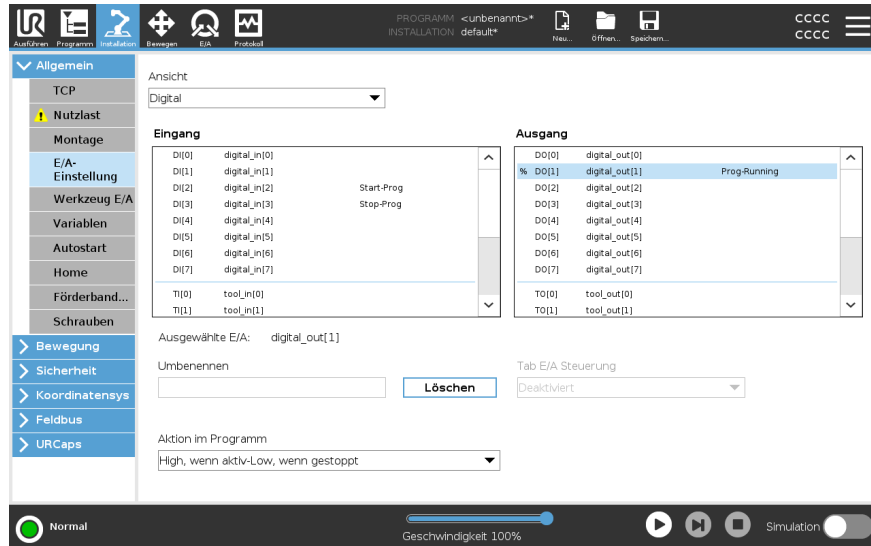 PROGRAMM <unbenannt>*
INSTALLATION default*
Ausführen Programm Installation Bewegen E/A Protokoll Neu... Öffnen... Speichern...
CCCC
CCCC
Allgemein
TCP
Nutzlast
Montage
E/A-
Einstellung
Werkzeug E/A
Variablen
Autostart
Home
Förderband...
Schrauben
Bewegung
Sicherheit
Koordinatensys
Feldbus
URCaps
Ansicht
Digital
Eingang
DI[0] digital_in[0]
DI[1] digital_in[1]
DI[2] digital_in[2] Start-Prog
DI[3] digital_in[3] Stop-Prog
DI[4] digital_in[4]
DI[5] digital_in[5]
DI[6] digital_in[6]
DI[7] digital_in[7]
TI[0] tool_in[0]
TI[1] tool_in[1]
Ausgang
DO[0] digital_out[0]
% DO[1] digital_out[1] Prog-Running
DO[2] digital_out[2]
DO[3] digital_out[3]
DO[4] digital_out[4]
DO[5] digital_out[5]
DO[6] digital_out[6]
DO[7] digital_out[7]
TO[0] tool_out[0]
TO[1] tool_out[1]
Ausgewählte E/A: digital_out[1]
Umbenennen
Löschen
Tab E/A Steuerung
Deaktiviert
Aktion im Programm
High, wenn aktiv-Low, wenn gestoppt
Normal
Geschwindigkeit 100%
Simulation